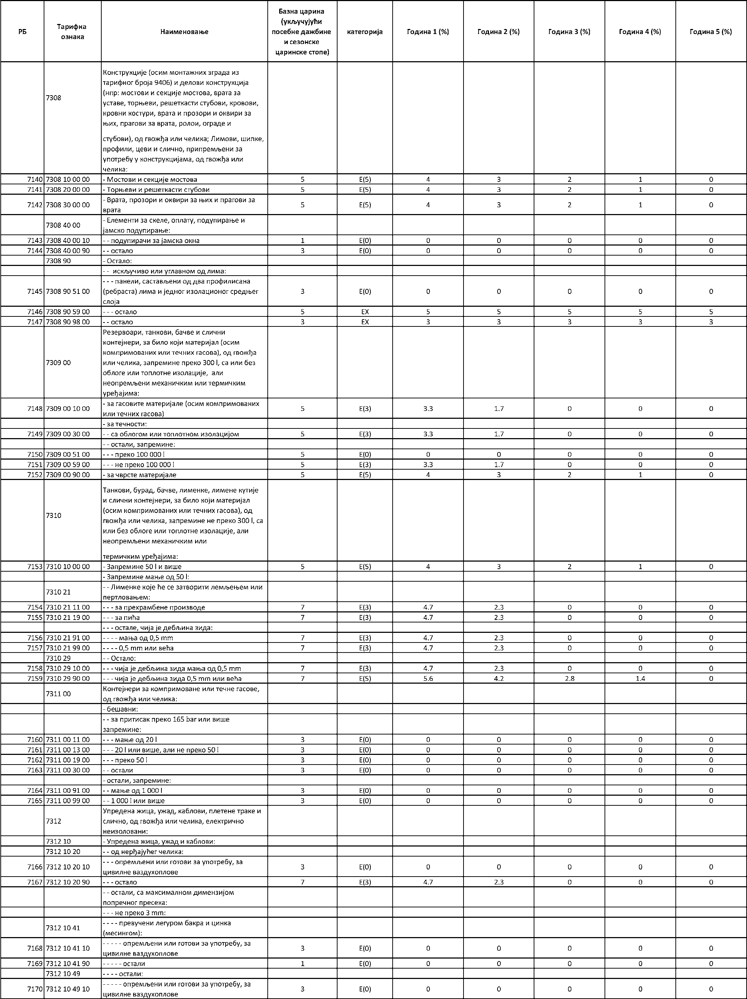 РБ Тарифна ознака Наименовање Базна царина (укључујући посебне дажбине и сезонске царинске стопе) категорија Година 1 (%) Година 2 (%) Година 3 (%) Година 4 (%) Година 5 (%)
7308
Конструкције (осим монтажних зграда из
тарифног броја 9406) и делови конструкција
(нпр: мостови и секције мостова, врата за
уставе, торњеви, решеткасти стубови, кровови,
кровни костури, врата и прозори и оквири за
њих, прагови за врата, ролои, ограде и
стубови), од гвожђа или челика; Лимови, шипке,
профили, цеви и слично, припремљени за
употребу у конструкцијама, од гвожђа или
челика:
7140 7308 10 00 00 - Мостови и секције мостова 5 E(5) 4 3 2 1 0
7141 7308 20 00 00 - Торњеви и решеткасти стубови 5 E(5) 4 3 2 1 0
7142 7308 30 00 00 - Врата, прозори и оквири за њих и прагови за
врата 5 E(5) 4 3 2 1 0
7308 40 00 - Елементи за скеле, оплату, подупирање и
јамско подупирање:
7143 7308 40 00 10 - - подупирачи за јамска окна 1 E(0) 0 0 0 0 0
7144 7308 40 00 90 - - остало 3 E(0) 0 0 0 0 0
7308 90 - Остало:
- - искључиво или углавном од лима:
7145 7308 90 51 00 - - - панели, састављени од два профилисана
(ребраста) лима и једног изолационог средњег
слоја 3 E(0) 0 0 0 0 0
7146 7308 90 59 00 - - - остало 5 EX 5 5 5 5 5
7147 7308 90 98 00 - - остало 3 EX 3 3 3 3 3
7309 00
Резервоари, танкови, бачве и слични
контејнери, за било који материјал (осим
компримованих или течних гасова), од гвожђа
или челика, запремине преко 300 l, са или без
облоге или топлотне изолације, али
неопремљени механичким или термичким
уређајима:
7148 7309 00 10 00 - за гасовите материјале (осим компримованих
или течних гасова) 5 E(3) 3.3 1.7 0 0 0
- за течности:
7149 7309 00 30 00 - - са облогом или топлотном изолацијом 5 E(3) 3.3 1.7 0 0 0
- - остали, запремине:
7150 7309 00 51 00 - - - преко 100 000 l 5 E(0) 0 0 0 0 0
7151 7309 00 59 00 - - - не преко 100 000 l 5 E(3) 3.3 1.7 0 0 0
7152 7309 00 90 00 - за чврсте материјале 5 E(5) 4 3 2 1 0
7310
Танкови, бурад, бачве, лименке, лимене кутије
и слични контејнери, за било који материјал
(осим компримованих или течних гасова), од
гвожђа или челика, запремине не преко 300 l, са
или без облоге или топлотне изолације, али
неопремљени механичким или
термичким уређајима:
7153 7310 10 00 00 - Запремине 50 l и више 5 E(5) 4 3 2 1 0
- Запремине мање од 50 l:
7310 21 - - Лименке које ће се затворити лемљењем или
пертловањем:
7154 7310 21 11 00 - - - за прехрамбене производе 7 E(3) 4.7 2.3 0 0 0
7155 7310 21 19 00 - - - за пића 7 E(3) 4.7 2.3 0 0 0
- - - остале, чија је дебљина зида:
7156 7310 21 91 00 - - - - мања од 0,5 mm 7 E(3) 4.7 2.3 0 0 0
7157 7310 21 99 00 - - - - 0,5 mm или већа 7 E(3) 4.7 2.3 0 0 0
7310 29 - - Остало:
7158 7310 29 10 00 - - - чија је дебљина зида мања од 0,5 mm 7 E(3) 4.7 2.3 0 0 0
7159 7310 29 90 00 - - - чија је дебљина зида 0,5 mm или већа 7 E(5) 5.6 4.2 2.8 1.4 0
7311 00 Контејнери за компримоване или течне гасове,
од гвожђа или челика:
- бешавни:
- - за притисак преко 165 bar или више
запремине:
7160 7311 00 11 00 - - - мање од 20 l 3 E(0) 0 0 0 0 0
7161 7311 00 13 00 - - - 20 l или више, али не преко 50 l 3 E(0) 0 0 0 0 0
7162 7311 00 19 00 - - - преко 50 l 3 E(0) 0 0 0 0 0
7163 7311 00 30 00 - - остали 3 E(0) 0 0 0 0 0
- остали, запремине:
7164 7311 00 91 00 - - мање од 1 000 l 3 E(0) 0 0 0 0 0
7165 7311 00 99 00 - - 1 000 l или више 3 E(0) 0 0 0 0 0
7312
Упредена жица, ужад, каблови, плетене траке и
слично, од гвожђа или челика, електрично
неизоловани:
7312 10 - Упредена жица, ужад и каблови:
7312 10 20 - - од нерђајућег челика:
7166 7312 10 20 10 - - - опремљени или готови за употребу, за
цивилне ваздухоплове 3 E(0) 0 0 0 0 0
7167 7312 10 20 90 - - - остало 7 E(3) 4.7 2.3 0 0 0
- - остали, са максималном димензијом
попречног пресека:
- - - не преко 3 mm:
7312 10 41 - - - - превучени легуром бакра и цинка
(месингом):
7168 7312 10 41 10 - - - - - опремљени или готови за употребу, за
цивилне ваздухоплове 3 E(0) 0 0 0 0 0
7169 7312 10 41 90 - - - - - остали 1 E(0) 0 0 0 0 0
7312 10 49 - - - - остали:
7170 7312 10 49 10 - - - - - опремљени или готови за употребу, за
цивилне ваздухоплове 3 E(0) 0 0 0 0 0